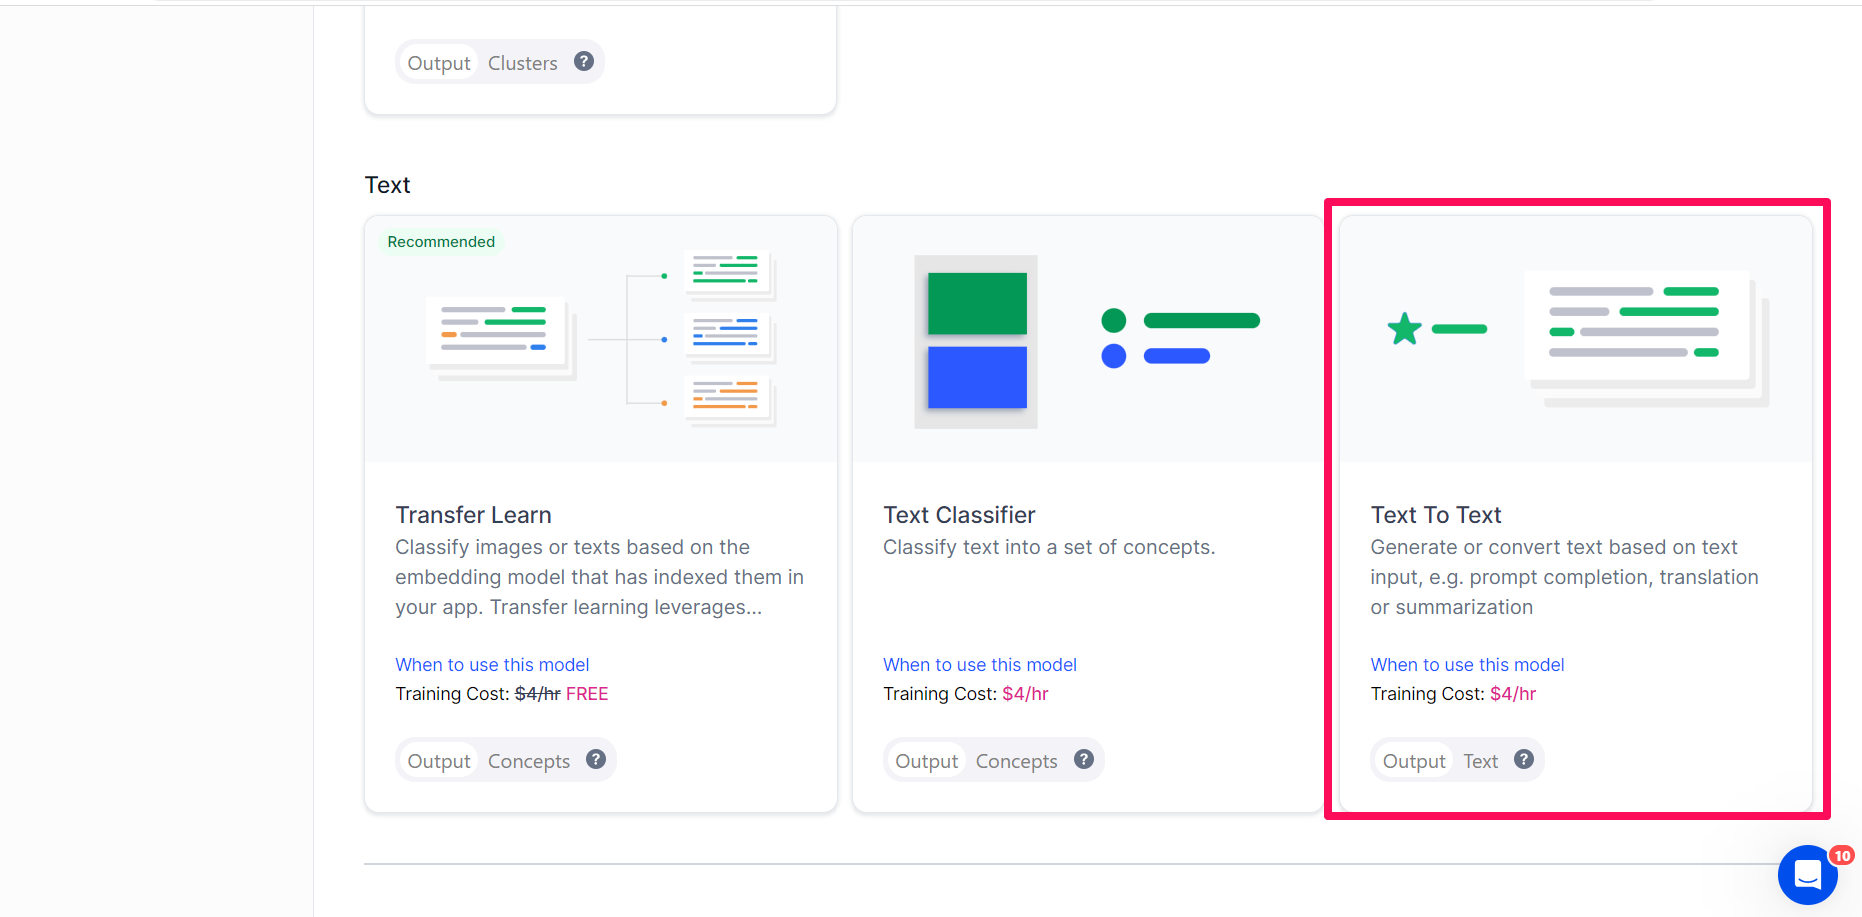 Output Clusters ?
Text
Recommended
Transfer Learn
Classify images or texts based on the
embedding model that has indexed them in
your app. Transfer learning leverages...
When to use this model
Training Cost: $4/hr FREE
Output Concepts ?
Text Classifier
Classify text into a set of concepts.
When to use this model
Training Cost: $4/hr
Output Concepts ?
Text To Text
Generate or convert text based on text
input, e.g. prompt completion, translation
or summarization
When to use this model
Training Cost: $4/hr
Output Text ?
10